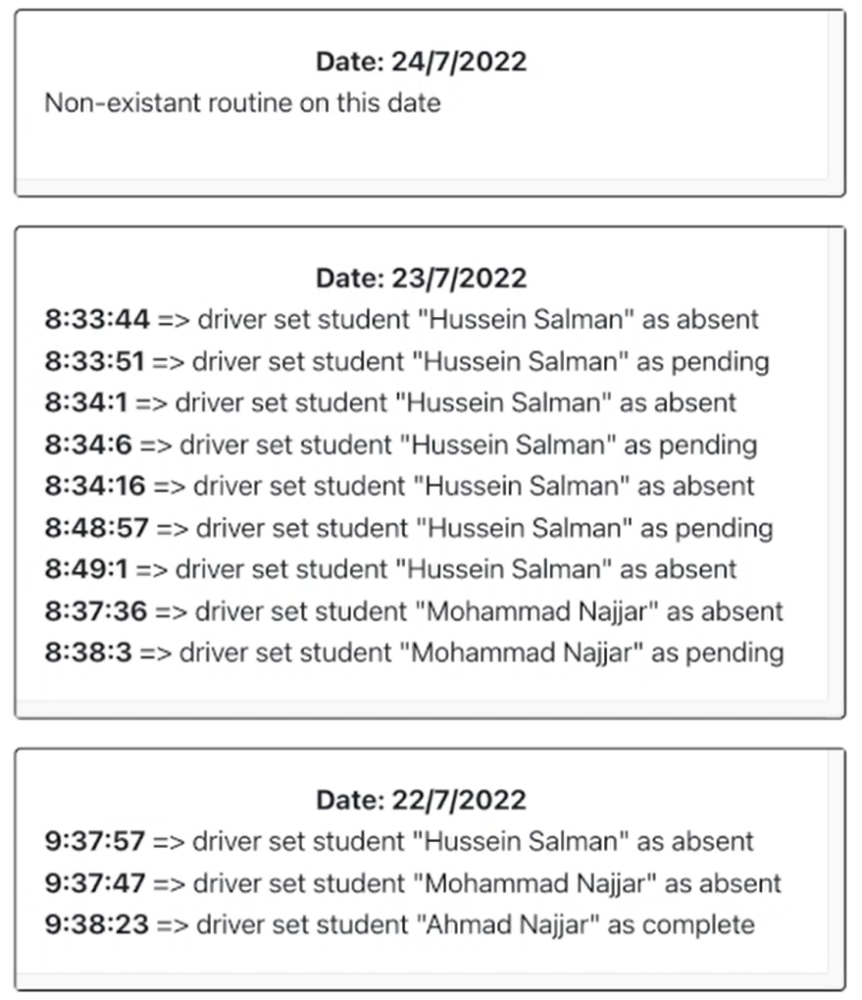 Date: 24/7/2022
Non-existant routine on this date
Date: 23/7/2022
8:33:44 => driver set student "Hussein Salman" as absent
8:33:51 => driver set student "Hussein Salman" as pending
8:34:1 => driver set student "Hussein Salman" as absent
8:34:6 => driver set student "Hussein Salman" as pending
8:34:16 => driver set student "Hussein Salman" as absent
8:48:57 => driver set student "Hussein Salman" as pending
8:49:1 => driver set student "Hussein Salman" as absent
8:37:36 => driver set student "Mohammad Najjar" as absent
8:38:3 => driver set student "Mohammad Najjar" as pending
Date: 22/7/2022
9:37:57 => driver set student "Hussein Salman" as absent
9:37:47 => driver set student "Mohammad Najjar" as absent
9:38:23 => driver set student "Ahmad Najjar" as complete